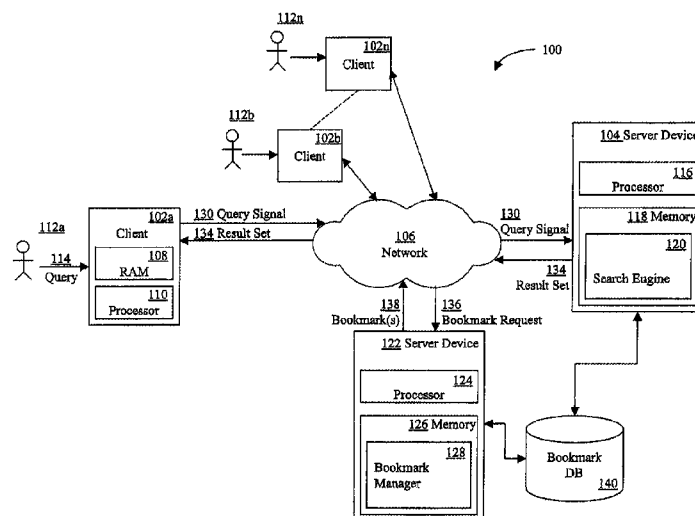 112n
102n
Client
100
112b
102b
Client
104 Server Device
116
Processor
118 Memory
120
Search Engine
112a
102a
Client
108
RAM
110
Processor
114
Query
130 Query Signal
134 Result Set
106
Network
130
Query Signal
134
Result Set
138
Bookmark(s)
136
Bookmark Request
122 Server Device
124
Processor
126 Memory
128
Bookmark
Manager
Bookmark
DB
140